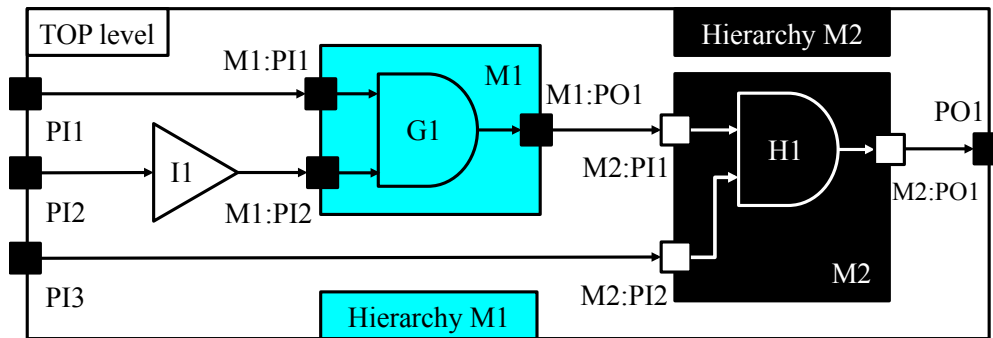 TOP level
Hierarchy M2
M1:PI1
M1
M1:PO1
PO1
PI1
G1
H1
I1
M2:PI1
PI2
M1:PI2
M2:PO1
PI3
M2:PI2
M2
Hierarchy M1